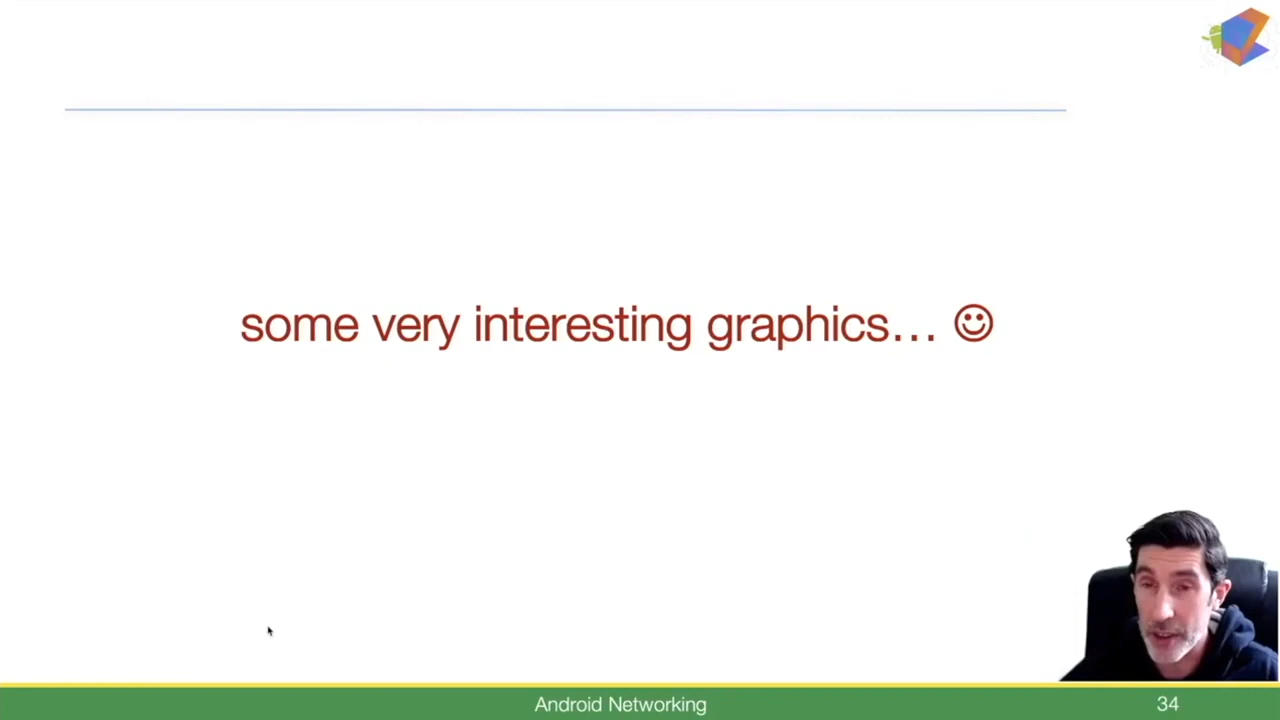 some very interesting graphics… ☺
Android Networking
34